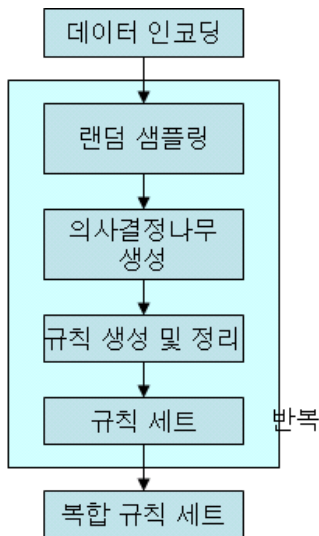 데이터 인코딩
랜덤 샘플링
의사결정나무
생성
규칙 생성 및 정리
규칙 세트
반복
복합 규칙 세트